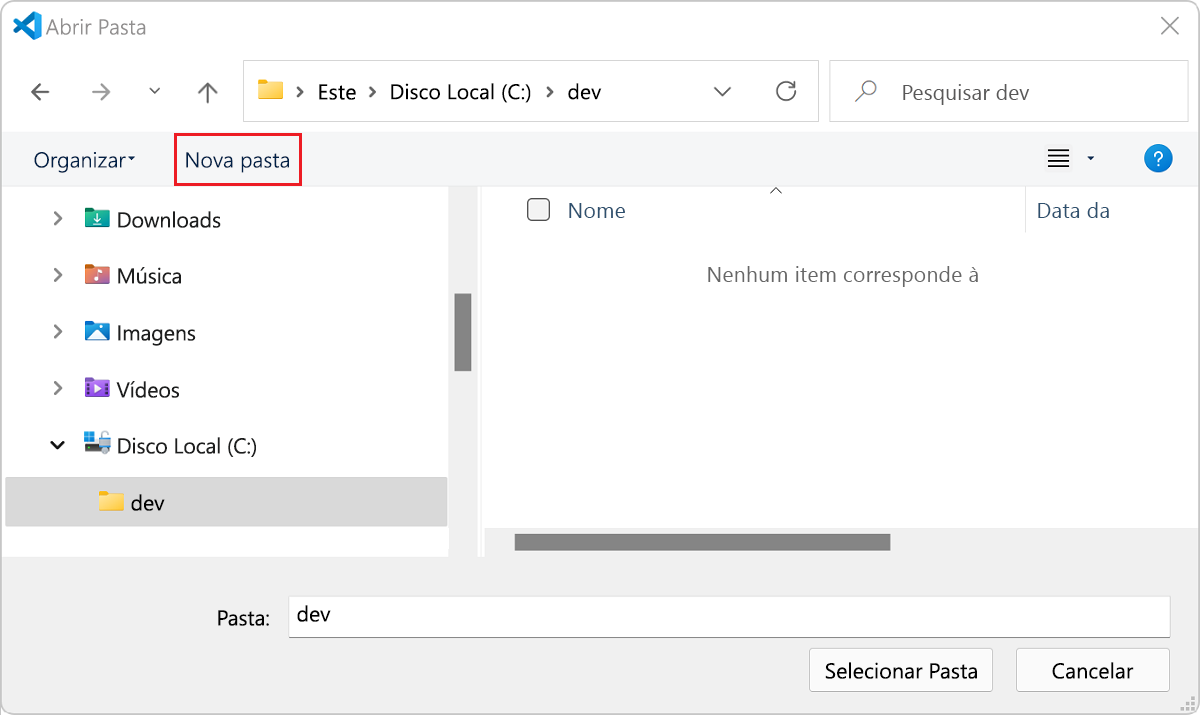 Abrir Pasta
Este > Disco Local (C:) > dev
Pesquisar dev
Organizar
Nova pasta
?
Downloads
Música
Imagens
Vídeos
Disco Local (C:)
dev
Nome
Data da
Nenhum item corresponde à
Pasta:
dev
Selecionar Pasta
Cancelar